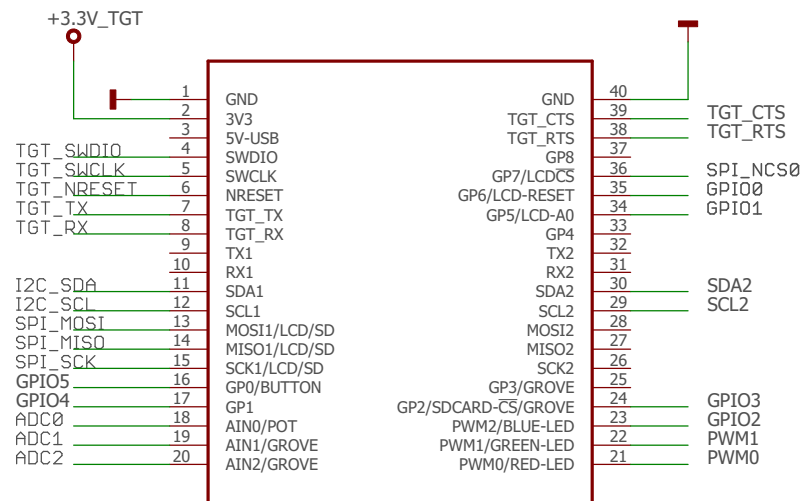 +3.3V_TGT
1 GND GND 40
2 3V3 TGT_CTS 39 TGT_CTS
3 5V-USB TGT_RTS 38 TGT_RTS
TGT_SWDIO 4 SWDIO GP8 37
TGT_SWCLK 5 SWCLK GP7/LCDCS 36 SPI_NCS0
TGT_NRESET 6 NRESET GP6/LCD-RESET 35 GPIO0
TGT_TX 7 TGT_TX GP5/LCD-A0 34 GPIO1
TGT_RX 8 TGT_RX GP4 33
9 TX1 TX2 32
10 RX1 RX2 31
I2C_SDA 11 SDA1 SDA2 30 SDA2
I2C_SCL 12 SCL1 SCL2 29 SCL2
SPI_MOSI 13 MOSI1/LCD/SD MOSI2 28
SPI_MISO 14 MISO1/LCD/SD MISO2 27
SPI_SCK 15 SCK1/LCD/SD SCK2 26
GPIO5 16 GP0/BUTTON GP3/GROVE 25
GPIO4 17 GP1 GP2/SDCARD-CS/GROVE 24 GPIO3
ADC0 18 AIN0/POT PWM2/BLUE-LED 23 GPIO2
ADC1 19 AIN1/GROVE PWM1/GREEN-LED 22 PWM1
ADC2 20 AIN2/GROVE PWM0/RED-LED 21 PWM0